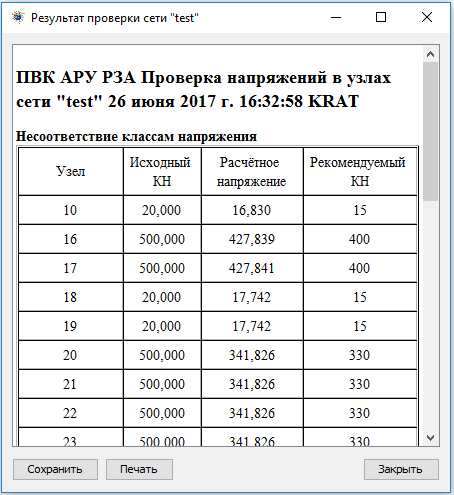 Результат проверки сети "test"
ПВК АРУ РЗА Проверка напряжений в узлах
сети "test" 26 июня 2017 г. 16:32:58 KRAT
Несоответствие классам напряжения
Узел Исходный КН Расчётное напряжение Рекомендуемый КН
10 20,000 16,830 15
16 500,000 427,839 400
17 500,000 427,841 400
18 20,000 17,742 15
19 20,000 17,742 15
20 500,000 341,826 330
21 500,000 341,826 330
22 500,000 341,826 330
23 500,000 341,826 330
Сохранить Печать Закрыть